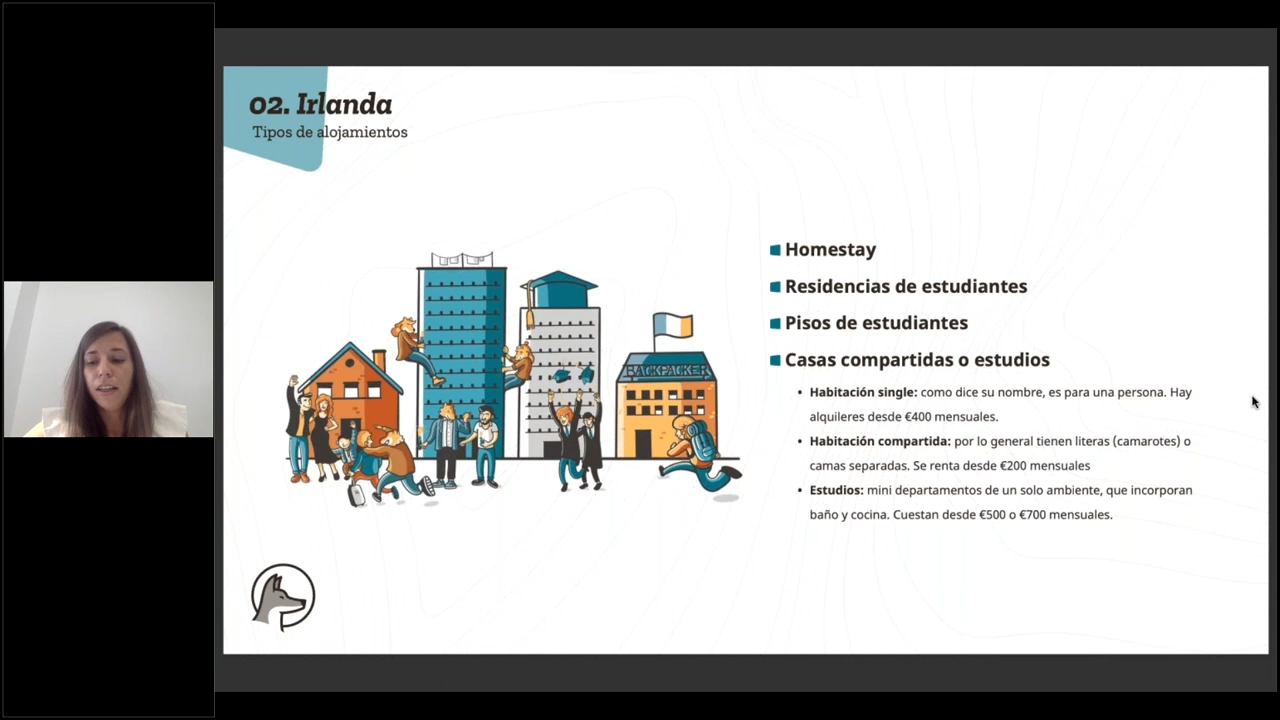 02. Irlanda
Tipos de alojamientos
BACKPACKER
Homestay
Residencias de estudiantes
Pisos de estudiantes
Casas compartidas o estudios
• Habitación single: como dice su nombre, es para una persona. Hay
alquileres desde €400 mensuales.
• Habitación compartida: por lo general tienen literas (camarotes) o
camas separadas. Se renta desde €200 mensuales
• Estudios: mini departamentos de un solo ambiente, que incorporan
baño y cocina. Cuestan desde €500 o €700 mensuales.